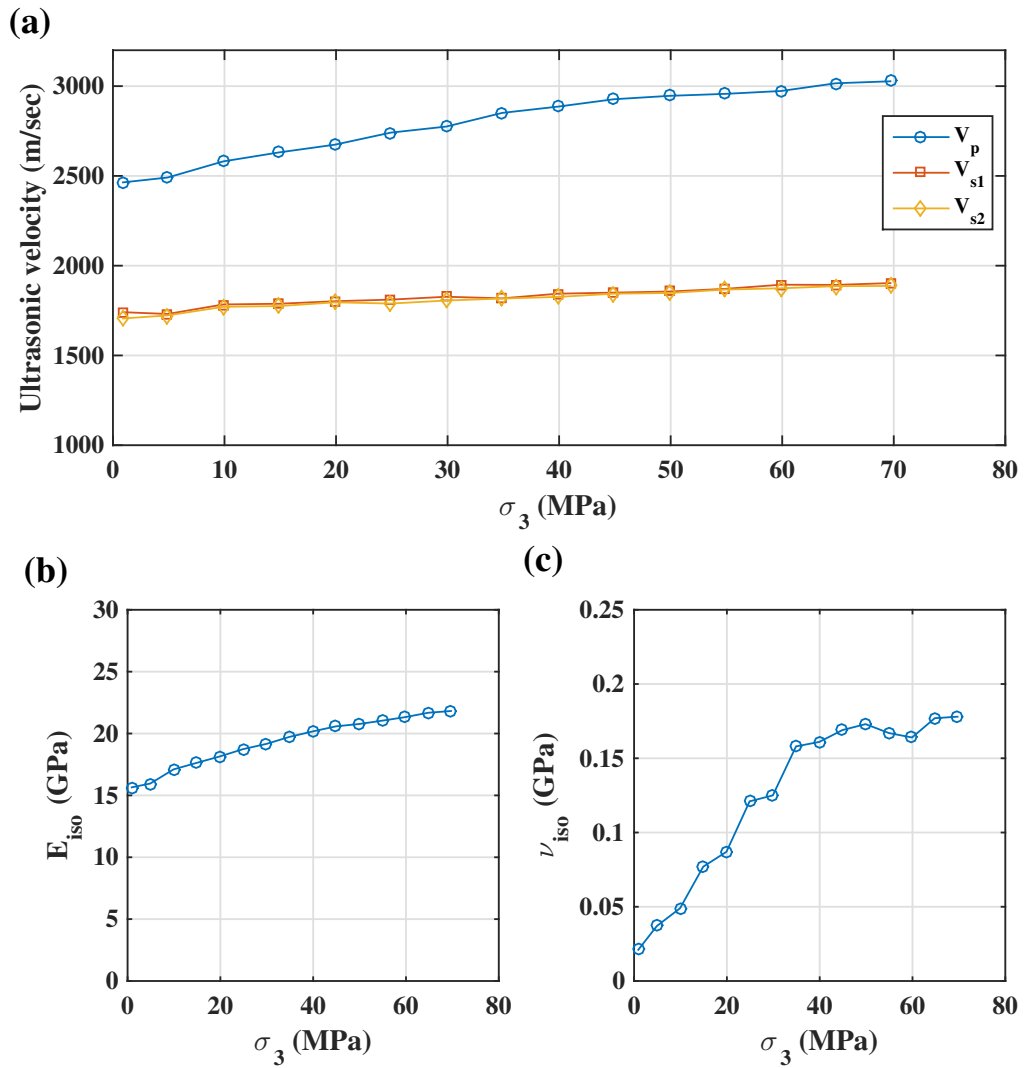 (a)
Ultrasonic velocity (m/sec)
3000
2500
2000
1500
1000
0 10 20 30 40 50 60 70 80
σ3 (MPa)
Vp
Vs1
Vs2
(b)
Eiso (GPa)
30
25
20
15
10
5
0
0 20 40 60 80
σ3 (MPa)
(c)
νiso (GPa)
0.25
0.2
0.15
0.1
0.05
0
0 20 40 60 80
σ3 (MPa)